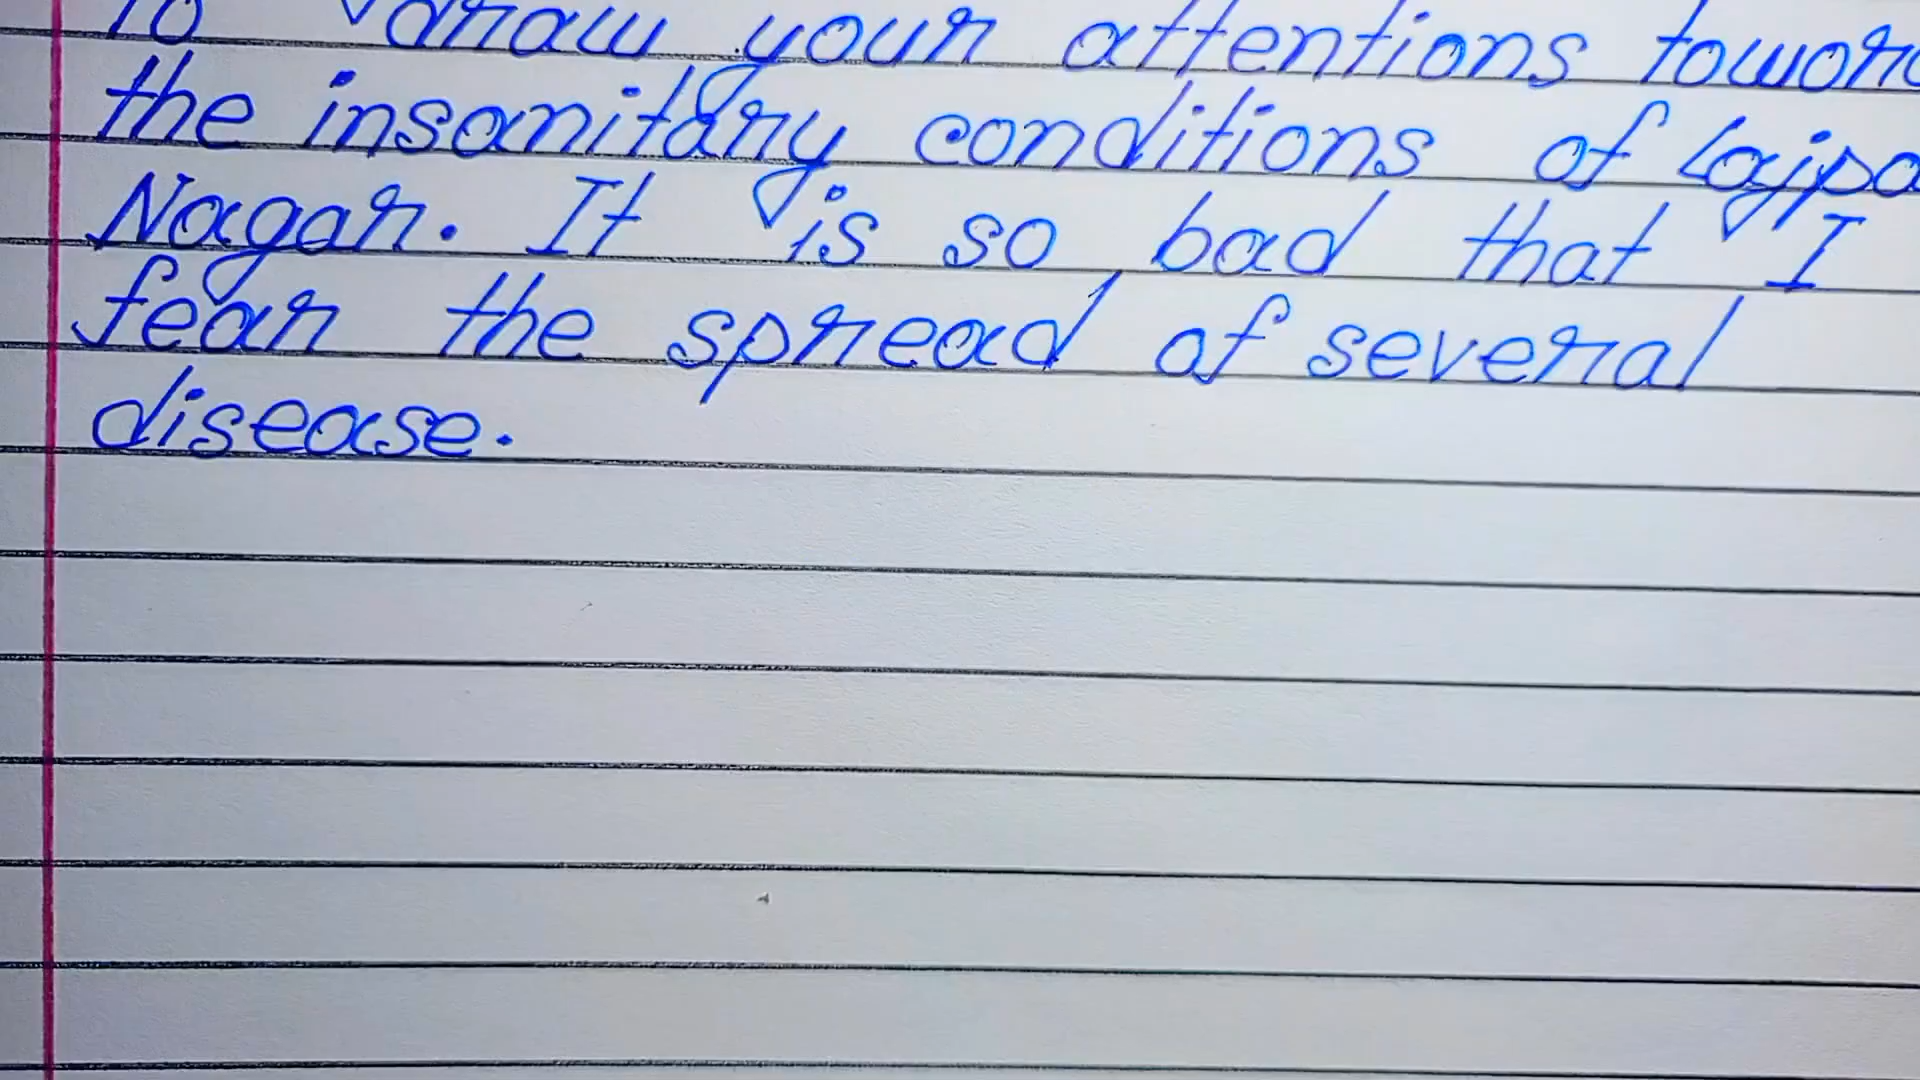 to draw your attentions
the insanitary conditions of
Nagar. It is so bad that I
fear the spread of several
disease.